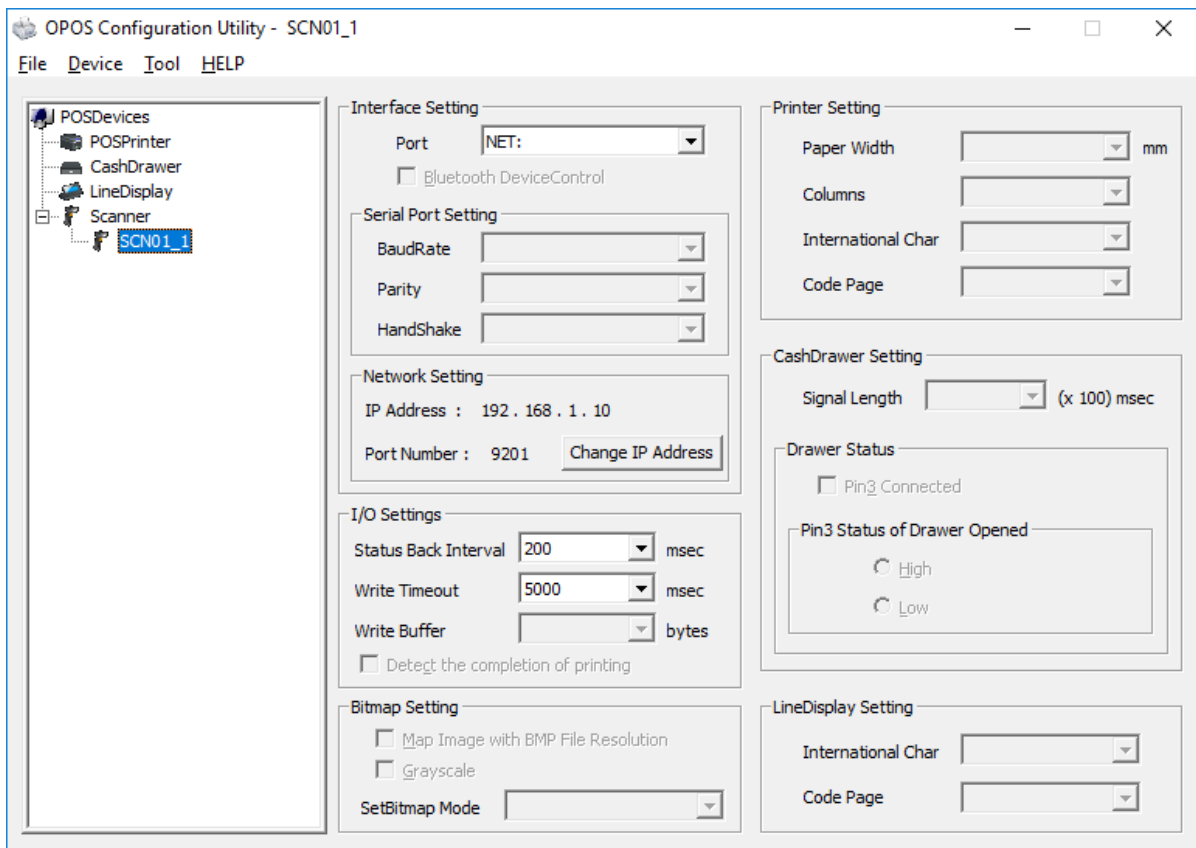 OPOS Configuration Utility - SCN01_1
File Device Tool HELP
POSDevices
POSPrinter
CashDrawer
LineDisplay
Scanner
SCN01_1
Interface Setting
Port NET:
Bluetooth DeviceControl
Serial Port Setting
BaudRate
Parity
HandShake
Network Setting
IP Address : 192 . 168 . 1 . 10
Port Number : 9201 Change IP Address
I/O Settings
Status Back Interval 200 msec
Write Timeout 5000 msec
Write Buffer bytes
Detect the completion of printing
Bitmap Setting
Map Image with BMP File Resolution
Grayscale
SetBitmap Mode
Printer Setting
Paper Width mm
Columns
International Char
Code Page
CashDrawer Setting
Signal Length (x 100) msec
Drawer Status
Pin3 Connected
Pin3 Status of Drawer Opened
High
Low
LineDisplay Setting
International Char
Code Page